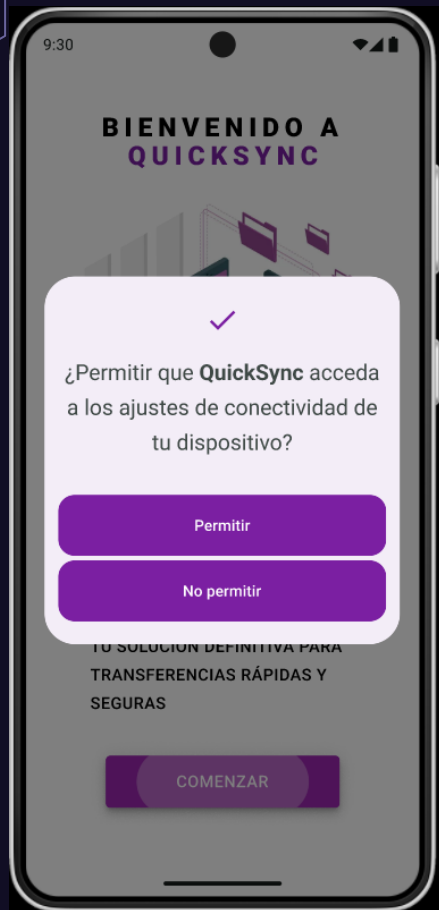 9:30
BIENVENIDO A
QUICKSYNC
¿Permitir que QuickSync acceda
a los ajustes de conectividad de
tu dispositivo?
Permitir
No permitir
TU SOLUCIÓN DEFINITIVA PARA
TRANSFERENCIAS RÁPIDAS Y
SEGURAS
COMENZAR